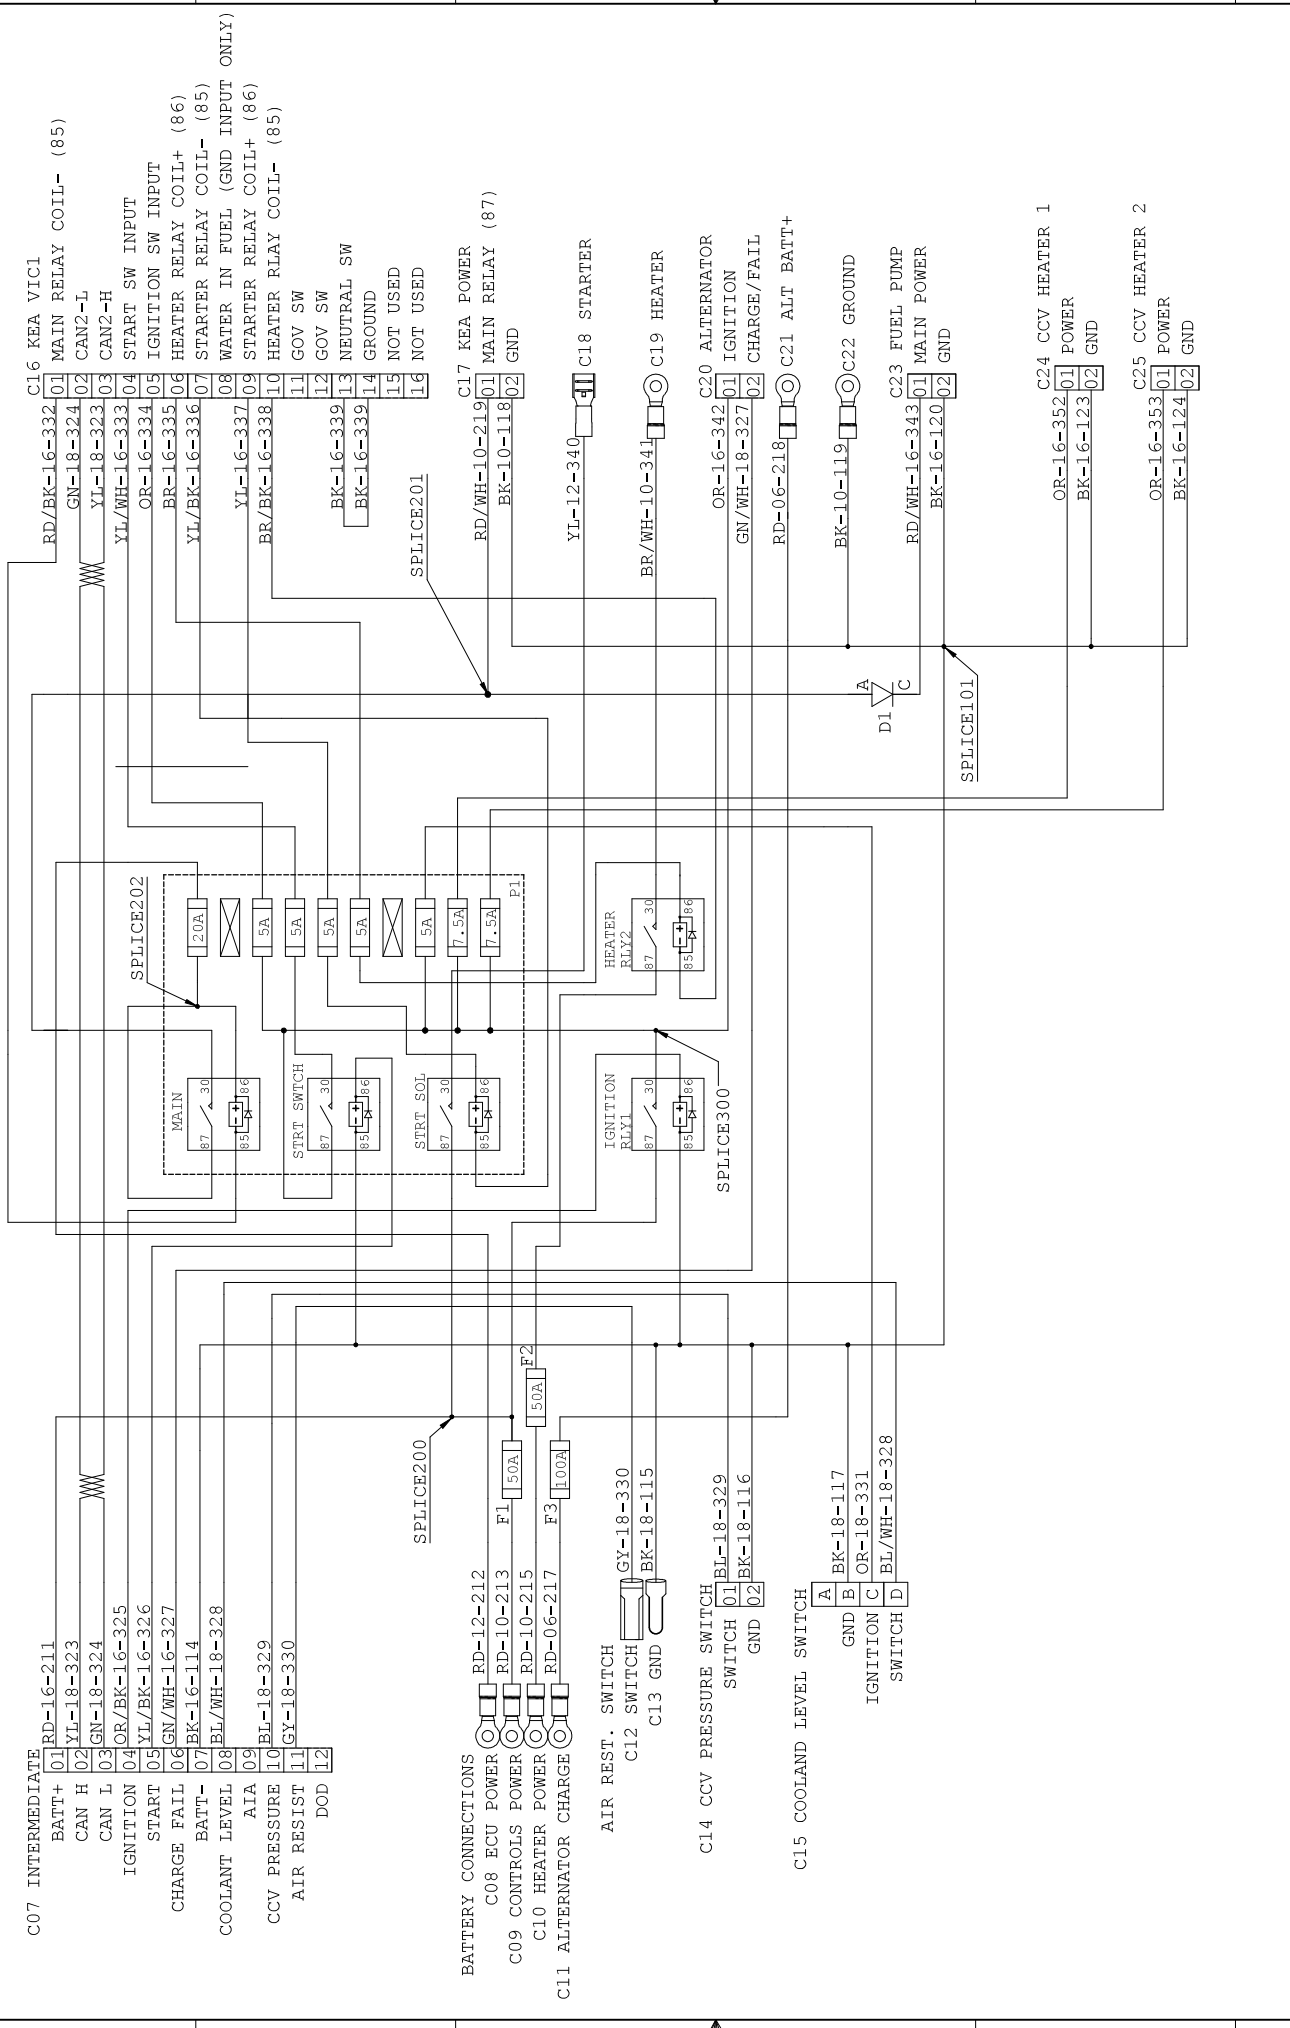 C07 INTERMEDIATE
BATT+ 01 RD-16-211
CAN H 02 YL-18-323
CAN L 03 GN-18-324
IGNITION 04 OR/BK-16-325
START 05 YL/BK-16-326
CHARGE FAIL 06 GN/WH-16-327
BATT- 07 BK-16-114
COOLANT LEVEL 08 BL/WH-18-328
AIA 09
CCV PRESSURE 10 BL-18-329
AIR RESIST 11 GY-18-330
DOD 12
BATTERY CONNECTIONS
C08 ECU POWER RD-12-212
C09 CONTROLS POWER RD-10-213 F1 50A
C10 HEATER POWER RD-10-215 50A F2
C11 ALTERNATOR CHARGE RD-06-217 F3 100A
SPLICE200
AIR REST. SWITCH
C12 SWITCH GY-18-330
C13 GND BK-18-115
C14 CCV PRESSURE SWITCH
SWITCH 01 BL-18-329
GND 02 BK-18-116
C15 COOLAND LEVEL SWITCH
A
GND B BK-18-117
IGNITION C OR-18-331
SWITCH D BL/WH-18-328
MAIN
87 30
85 86
STRT SWTCH
87 30
85 86
STRT SOL
87 30
85 86
IGNITION
RLY1
87 30
85 86
SPLICE300
HEATER
RLY2
87 30
85 86
SPLICE202
20A
5A
5A
5A
5A
5A
7.5A
7.5A
P1
SPLICE201
A
C
D1
SPLICE101
C16 KEA VIC1
RD/BK-16-332 01 MAIN RELAY COIL- (85)
GN-18-324 02 CAN2-L
YL-18-323 03 CAN2-H
YL/WH-16-333 04 START SW INPUT
OR-16-334 05 IGNITION SW INPUT
BR-16-335 06 HEATER RELAY COIL+ (86)
YL/BK-16-336 07 STARTER RELAY COIL- (85)
08 WATER IN FUEL (GND INPUT ONLY)
YL-16-337 09 STARTER RELAY COIL+ (86)
BR/BK-16-338 10 HEATER RLAY COIL- (85)
11 GOV SW
12 GOV SW
BK-16-339 13 NEUTRAL SW
BK-16-339 14 GROUND
15 NOT USED
16 NOT USED
C17 KEA POWER
RD/WH-10-219 01 MAIN RELAY (87)
BK-10-118 02 GND
YL-12-340 C18 STARTER
BR/WH-10-341 C19 HEATER
C20 ALTERNATOR
OR-16-342 01 IGNITION
GN/WH-18-327 02 CHARGE/FAIL
RD-06-218 C21 ALT BATT+
BK-10-119 C22 GROUND
C23 FUEL PUMP
RD/WH-16-343 01 MAIN POWER
BK-16-120 02 GND
C24 CCV HEATER 1
OR-16-352 01 POWER
BK-16-123 02 GND
C25 CCV HEATER 2
OR-16-353 01 POWER
BK-16-124 02 GND